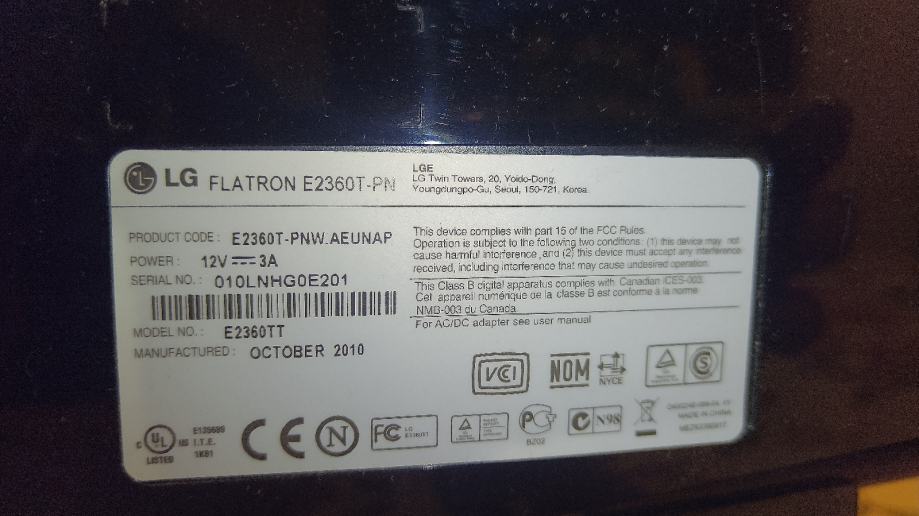 LG FLATRON E2360T-PN
LGE
LG Twin Towers, 20, Yoido-Dong,
Youngdungpo-Gu, Seoul, 150-721, Korea
PRODUCT CODE : E2360T-PNW.AEUNAP
POWER : 12V 3A
SERIAL NO. : 010LNHG0E201
MODEL NO. : E2360TT
MANUFACTURED : OCTOBER 2010
This device complies with part 15 of the FCC Rules.
Operation is subject to the following two conditions: (1) this device may not
cause harmful interference, and (2) this device must accept any interference
received, including interference that may cause undesired operation.
This Class B digital apparatus complies with Canadian ICES-003.
Cet appareil numérique de la classe B est conforme à la norme
NMB-003 du Canada
For AC/DC adapter see user manual
VCCI
NOM
NYCE
S
C UL US
LISTED
I.T.E.
CE
N
FC LG
PG
N98
MADE IN CHINA